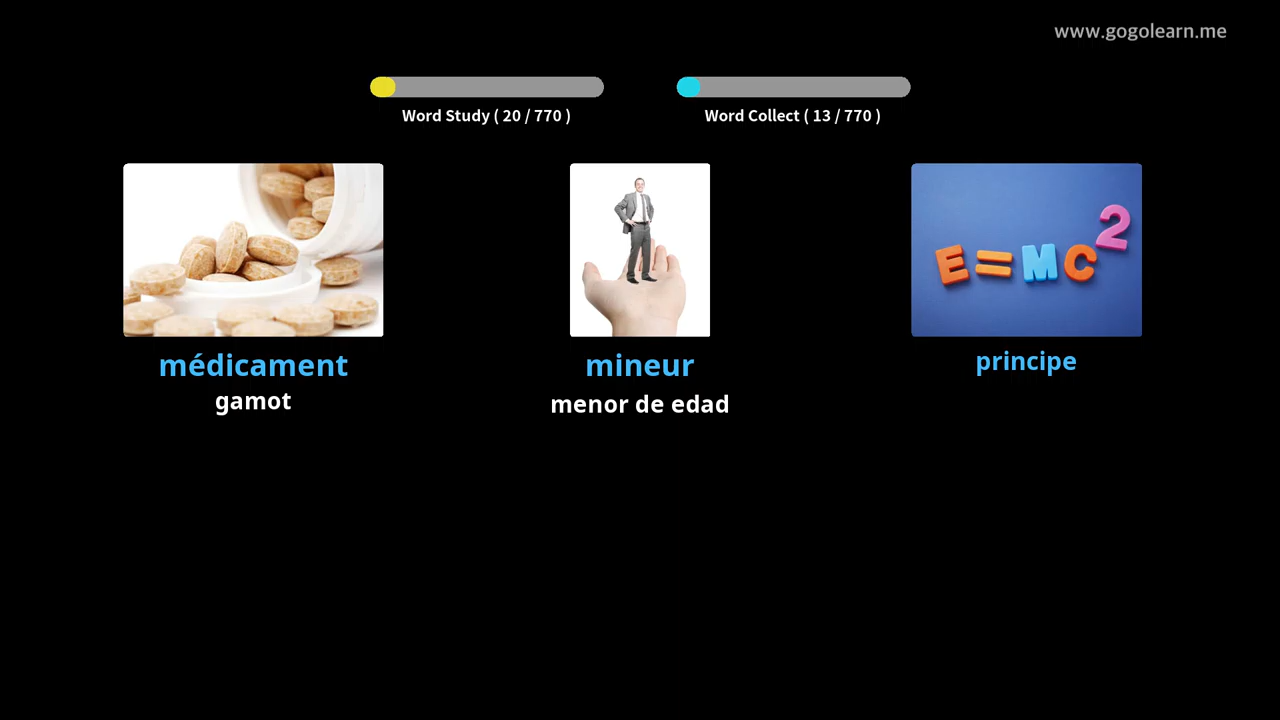 www.gogolearn.me
Word Study ( 20 / 770 )
Word Collect ( 13 / 770 )
E=MC2
médicament
gamot
mineur
menor de edad
principe